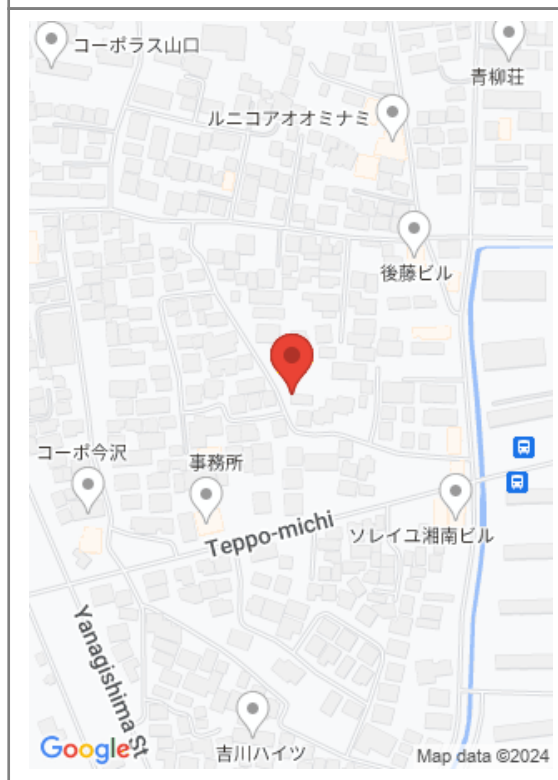 コーポラス山口
青柳荘
ルニコアオオミナミ
後藤ビル
コーポ今沢
事務所
Teppo-michi
ソレイユ湘南ビル
Yanagishima St
吉川ハイツ
Google
Map data ©2024